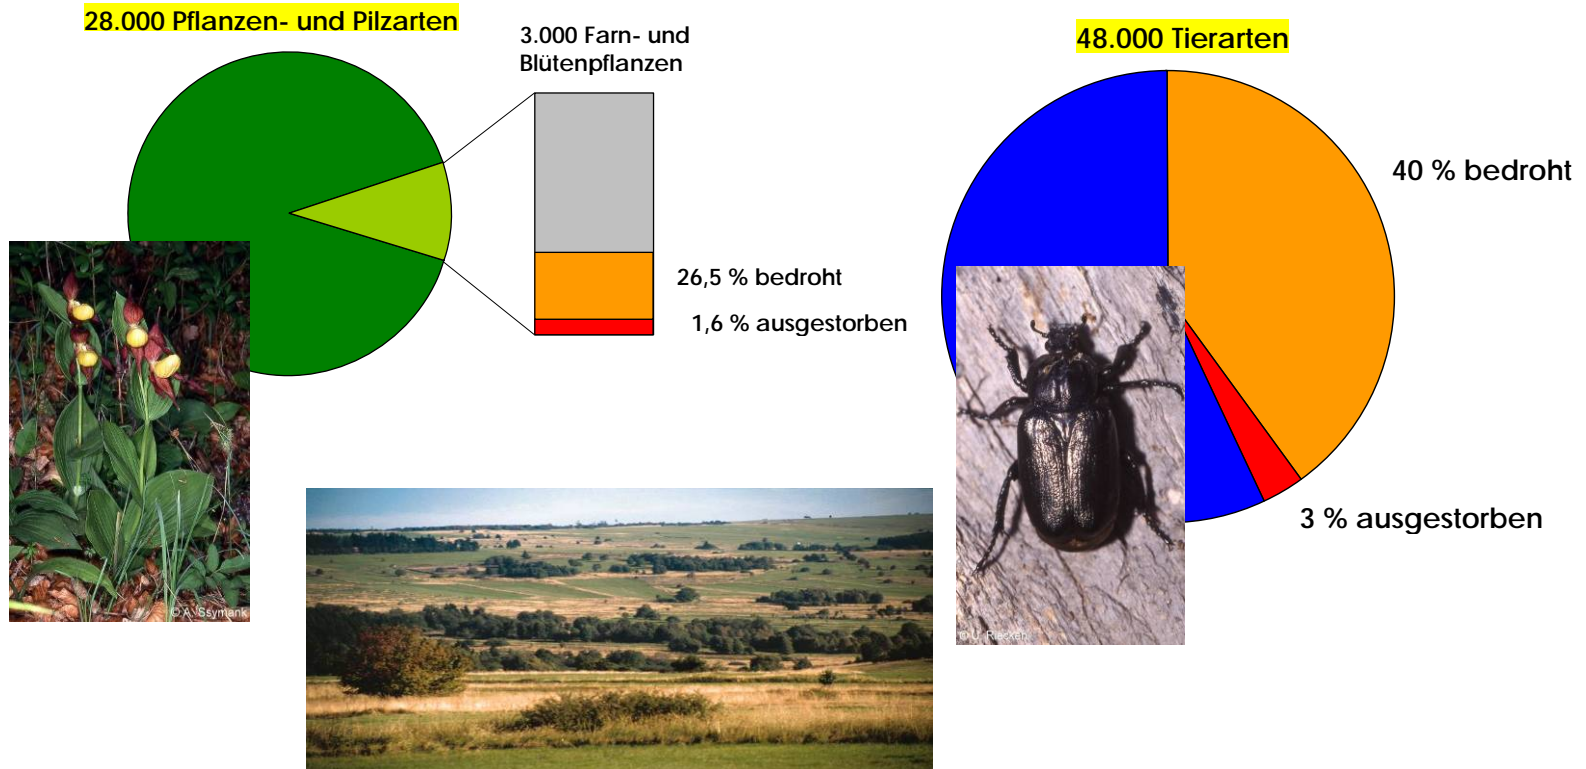 28.000 Pflanzen- und Pilzarten
3.000 Farn- und
Blütenpflanzen
26,5 % bedroht
1,6 % ausgestorben
48.000 Tierarten
40 % bedroht
3 % ausgestorben
© A. Ssymank
© U. Riecken